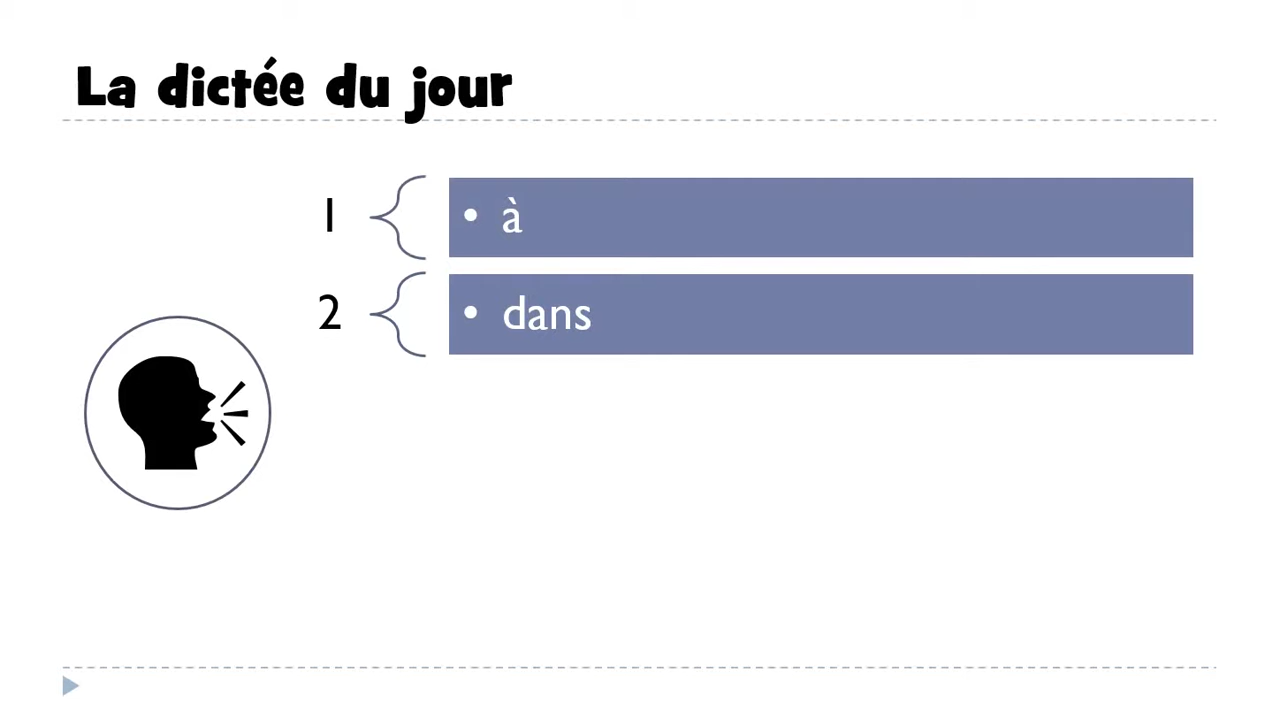 La dictée du jour
1
• à
2
• dans